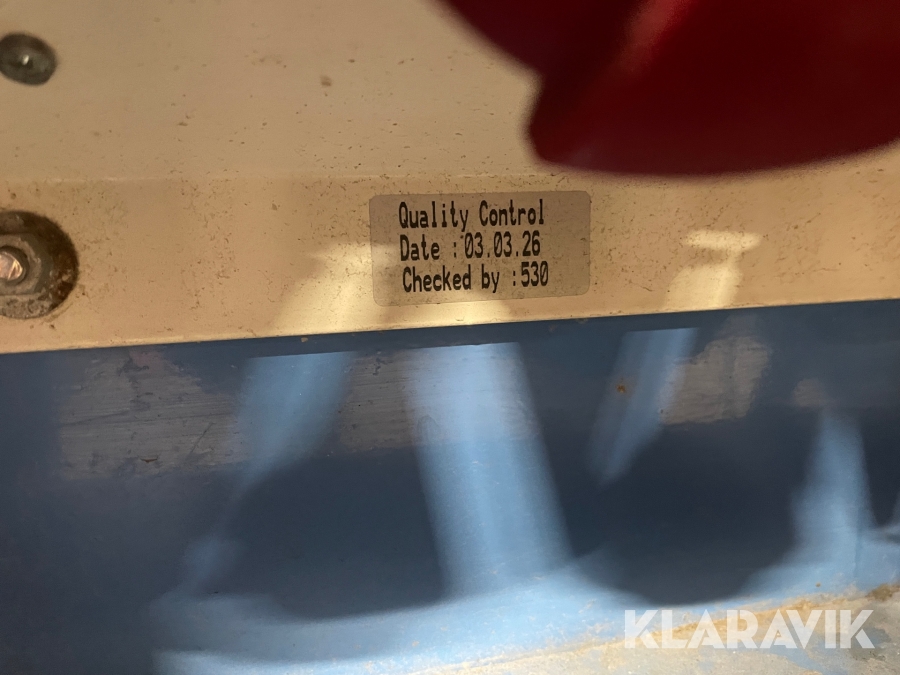 Quality Control
Date : 03.03.26
Checked by : 530
KLARAVIK